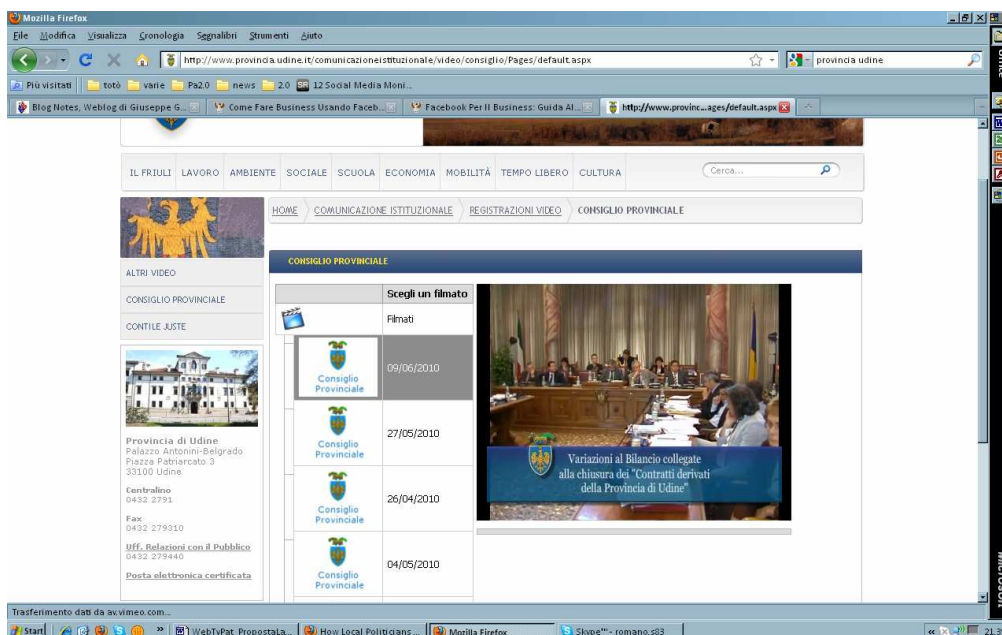 Mozilla Firefox
File Modifica Visualizza Cronologia Segnalibri Strumenti Aiuto
http://www.provincia.udine.it/comunicazioneistituzionale/video/consiglio/Pages/default.aspx
provincia udine
Più visitati totò varie Pa2.0 news 2.0 SR 12 Social Media Moni...
Blog Notes, Weblog di Giuseppe G... Come Fare Business Usando Faceb... Facebook Per Il Business: Guida Al... http://www.provinc...ages/default.aspx
IL FRIULI LAVORO AMBIENTE SOCIALE SCUOLA ECONOMIA MOBILITÀ TEMPO LIBERO CULTURA Cerca...
HOME COMUNICAZIONE ISTITUZIONALE REGISTRAZIONI VIDEO CONSIGLIO PROVINCIALE
ALTRI VIDEO
CONSIGLIO PROVINCIALE
CONTI LE JUSTE
Provincia di Udine
Palazzo Antonini-Belgrado
Piazza Patriarcato 3
33100 Udine
Centralino
0432 2791
Fax
0432 279310
Uff. Relazioni con il Pubblico
0432 279440
Posta elettronica certificata
CONSIGLIO PROVINCIALE
Scegli un filmato
Filmati
Consiglio
Provinciale
09/06/2010
Consiglio
Provinciale
27/05/2010
Consiglio
Provinciale
26/04/2010
Consiglio
Provinciale
04/05/2010
Variazioni al Bilancio collegate
alla chiusura dei "Contratti derivati
della Provincia di Udine"
Trasferimento dati da av.vimeo.com...
Start WebTvPat_PropostaLa... How Local Politicians ... Mozilla Firefox Skype™ - romano.s83
Microsoft